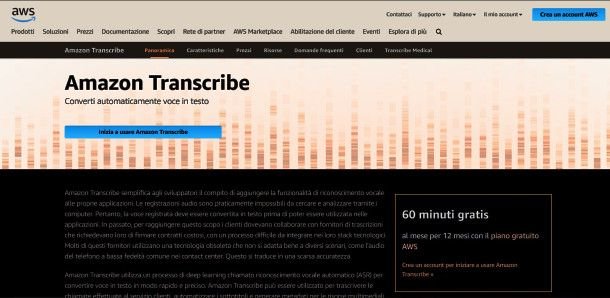 aws
Contattaci Supporto Italiano Il mio account Crea un account AWS
Prodotti Soluzioni Prezzi Documentazione Scopri Rete di partner AWS Marketplace Abilitazione del cliente Eventi Esplora di più
Amazon Transcribe Panoramica Caratteristiche Prezzi Risorse Domande frequenti Clienti Transcribe Medical
Amazon Transcribe
Converti automaticamente voce in testo
Inizia a usare Amazon Transcribe
Amazon Transcribe semplifica agli sviluppatori il compito di aggiungere la funzionalità di riconoscimento vocale
alle proprie applicazioni. Le registrazioni audio sono praticamente impossibili da cercare e analizzare tramite i
computer. Pertanto, la voce registrata deve essere convertita in testo prima di poter essere utilizzata nelle
applicazioni. In passato, per raggiungere questo scopo i clienti dovevano collaborare con fornitori di trascrizioni
che richiedevano loro di firmare contratti costosi, con un processo difficile da integrare nei loro stack tecnologici.
Molti di questi fornitori utilizzano una tecnologia obsoleta che non si adatta bene a diversi scenari, come l'audio
del telefono a bassa fedeltà comune nei contact center. Questo si traduce in una scarsa accuratezza.
Amazon Transcribe utilizza un processo di deep learning chiamato riconoscimento vocale automatico (ASR) per
convertire voce in testo in modo rapido e preciso. Amazon Transcribe può essere utilizzato per trascrivere le
chiamate effettuate al servizio clienti, automatizzare i sottotitoli e generare metadati per le risorse multimediali
60 minuti gratis
al mese per 12 mesi con il piano gratuito
AWS
Crea un account per iniziare a usare Amazon
Transcribe »